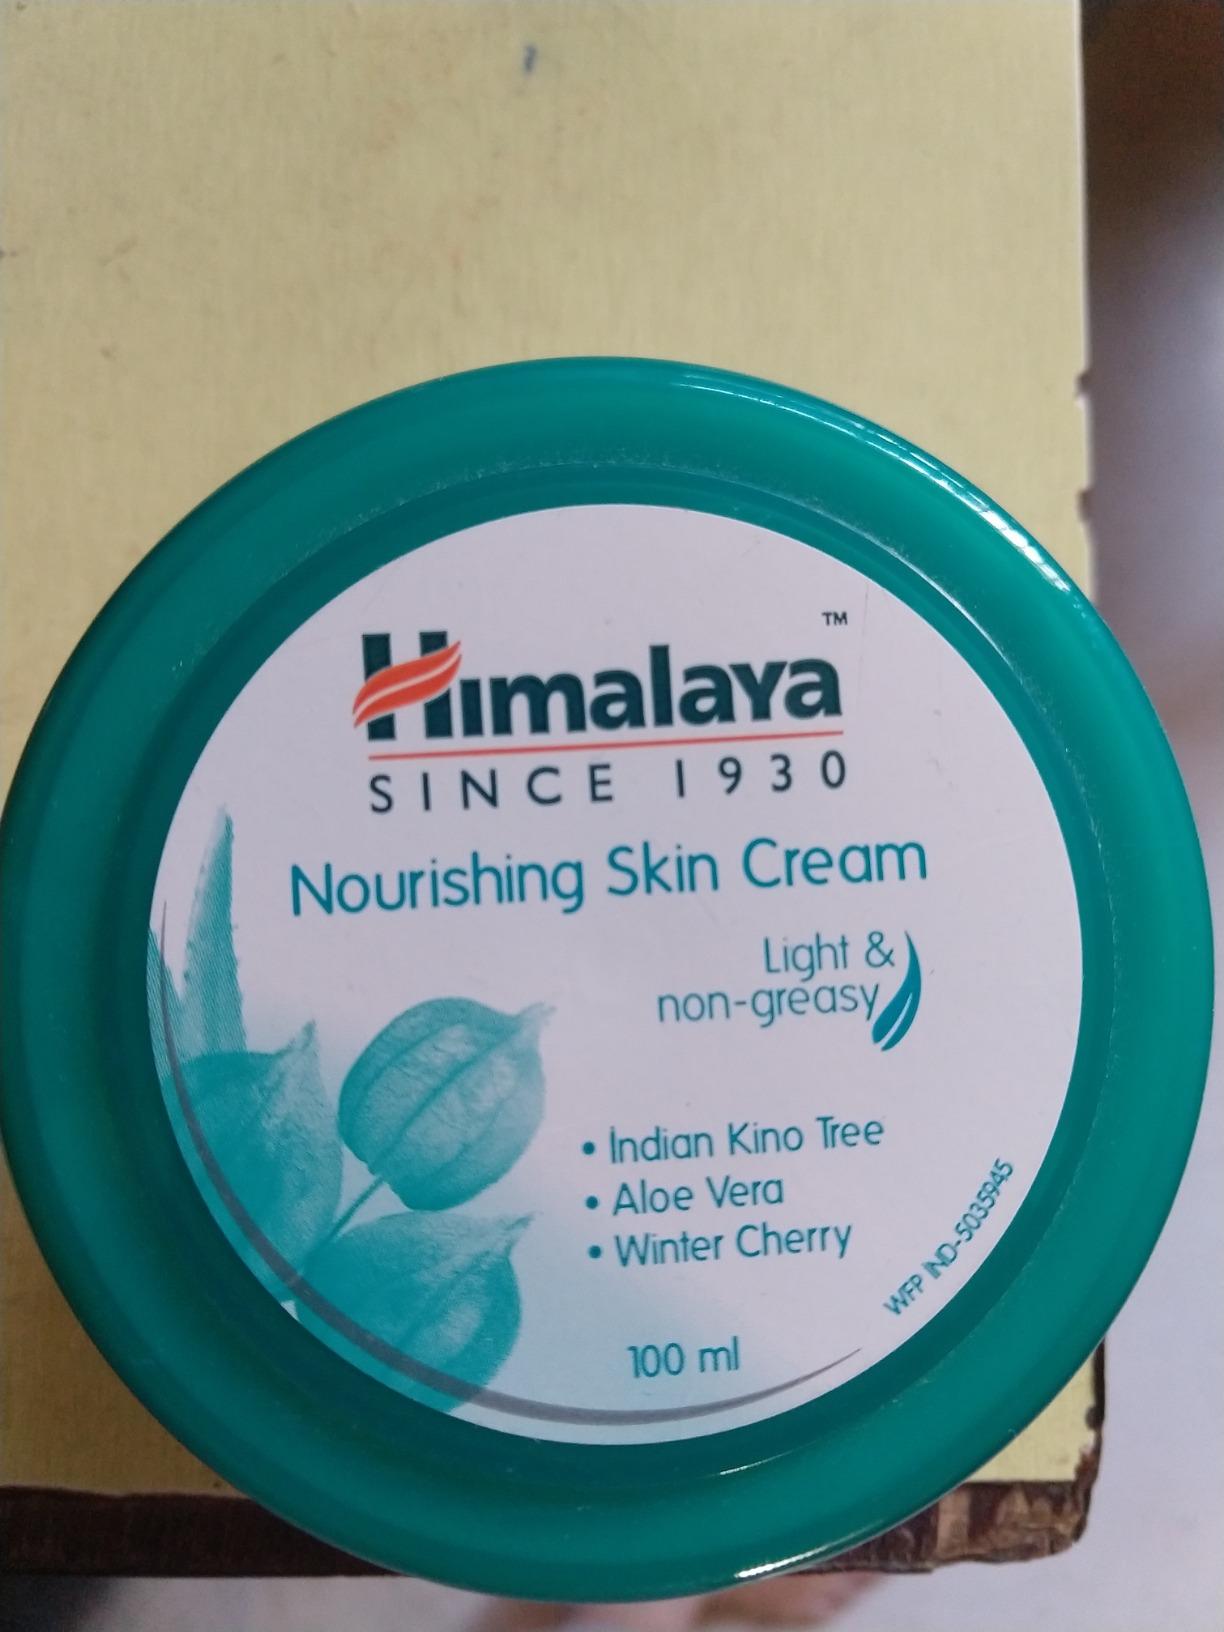 Himalaya™
SINCE 1930
Nourishing Skin Cream
Light &
non-greasy
• Indian Kino Tree
• Aloe Vera
• Winter Cherry
WFP IND-5035945
100 ml